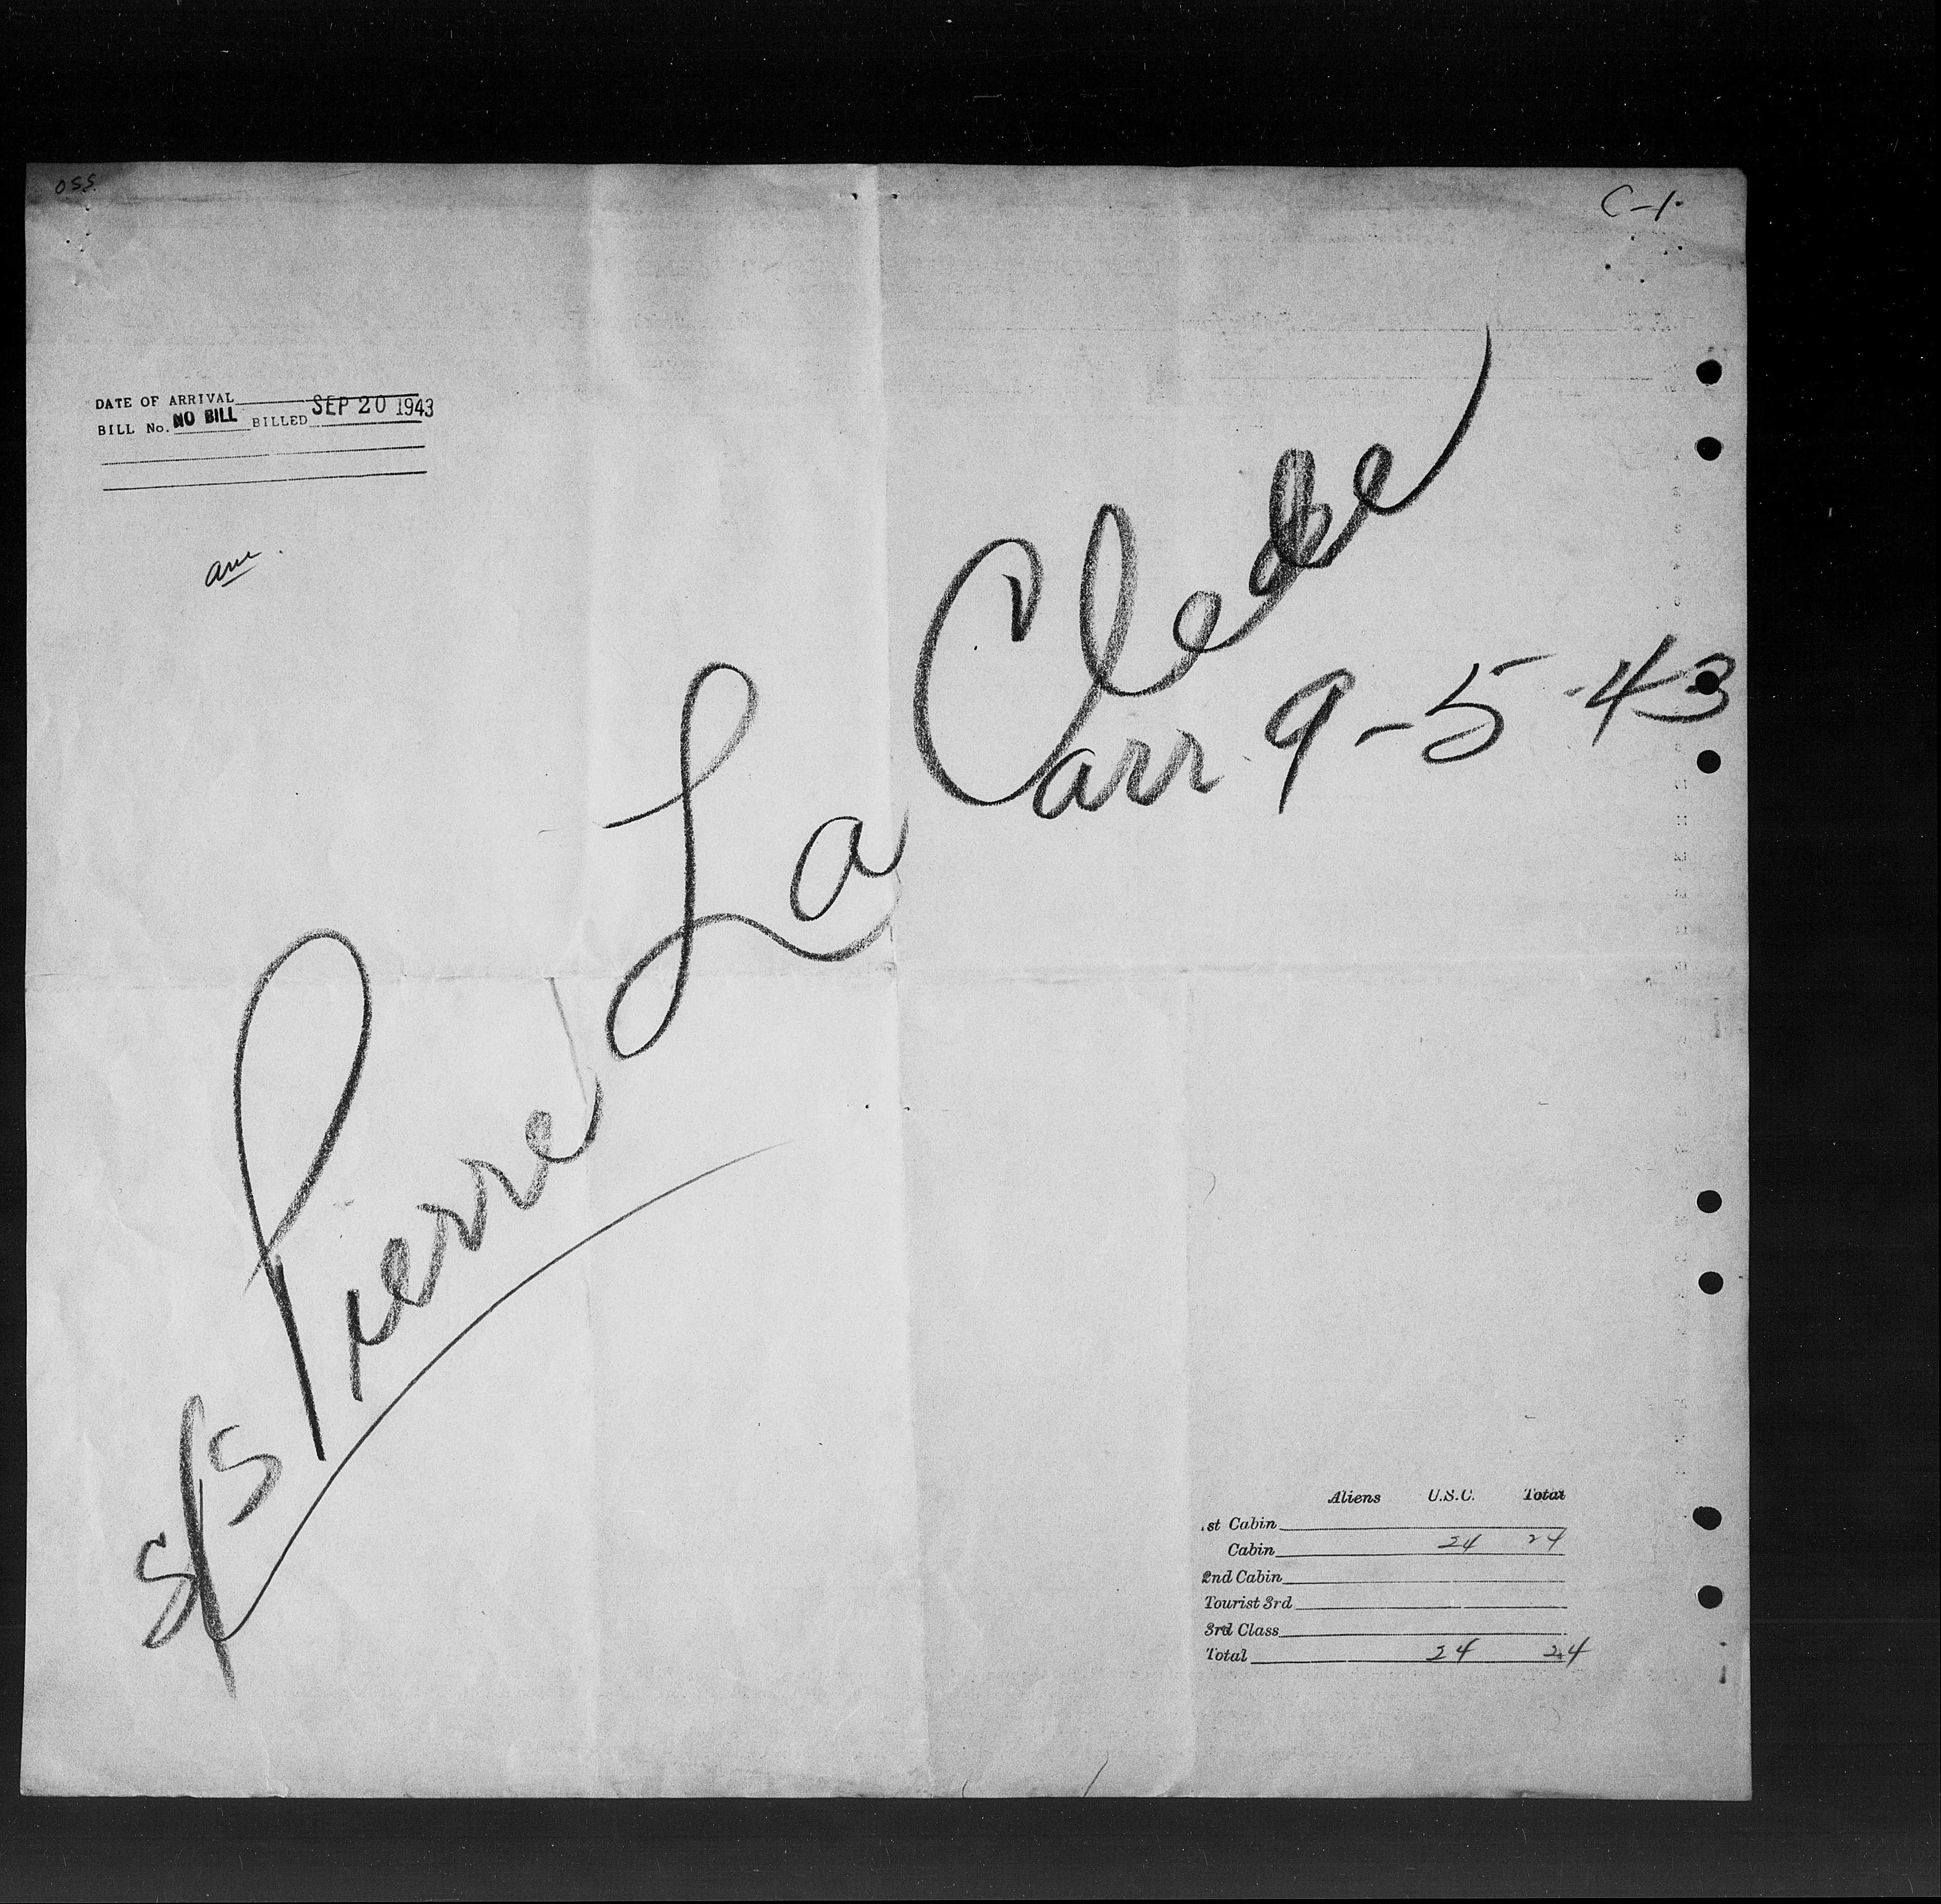 OSS.
C-1.
DATE OF ARRIVAL
BILL No. NO BILL BILLED SEP 20 1943
S/S Pierre La Clede
arr. 9-5-43
Aliens U.S.C. Total
1st Cabin
Cabin 24 24
2nd Cabin
Tourist 3rd
3rd Class
Total 24 24